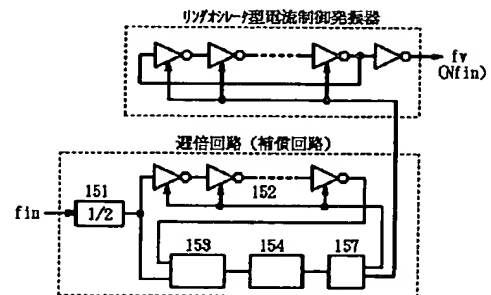 リングオシレータ型電流制御発振器
fv
(Nfin)
逓倍回路(補償回路)
151
fin
1/2
152
153
154
157